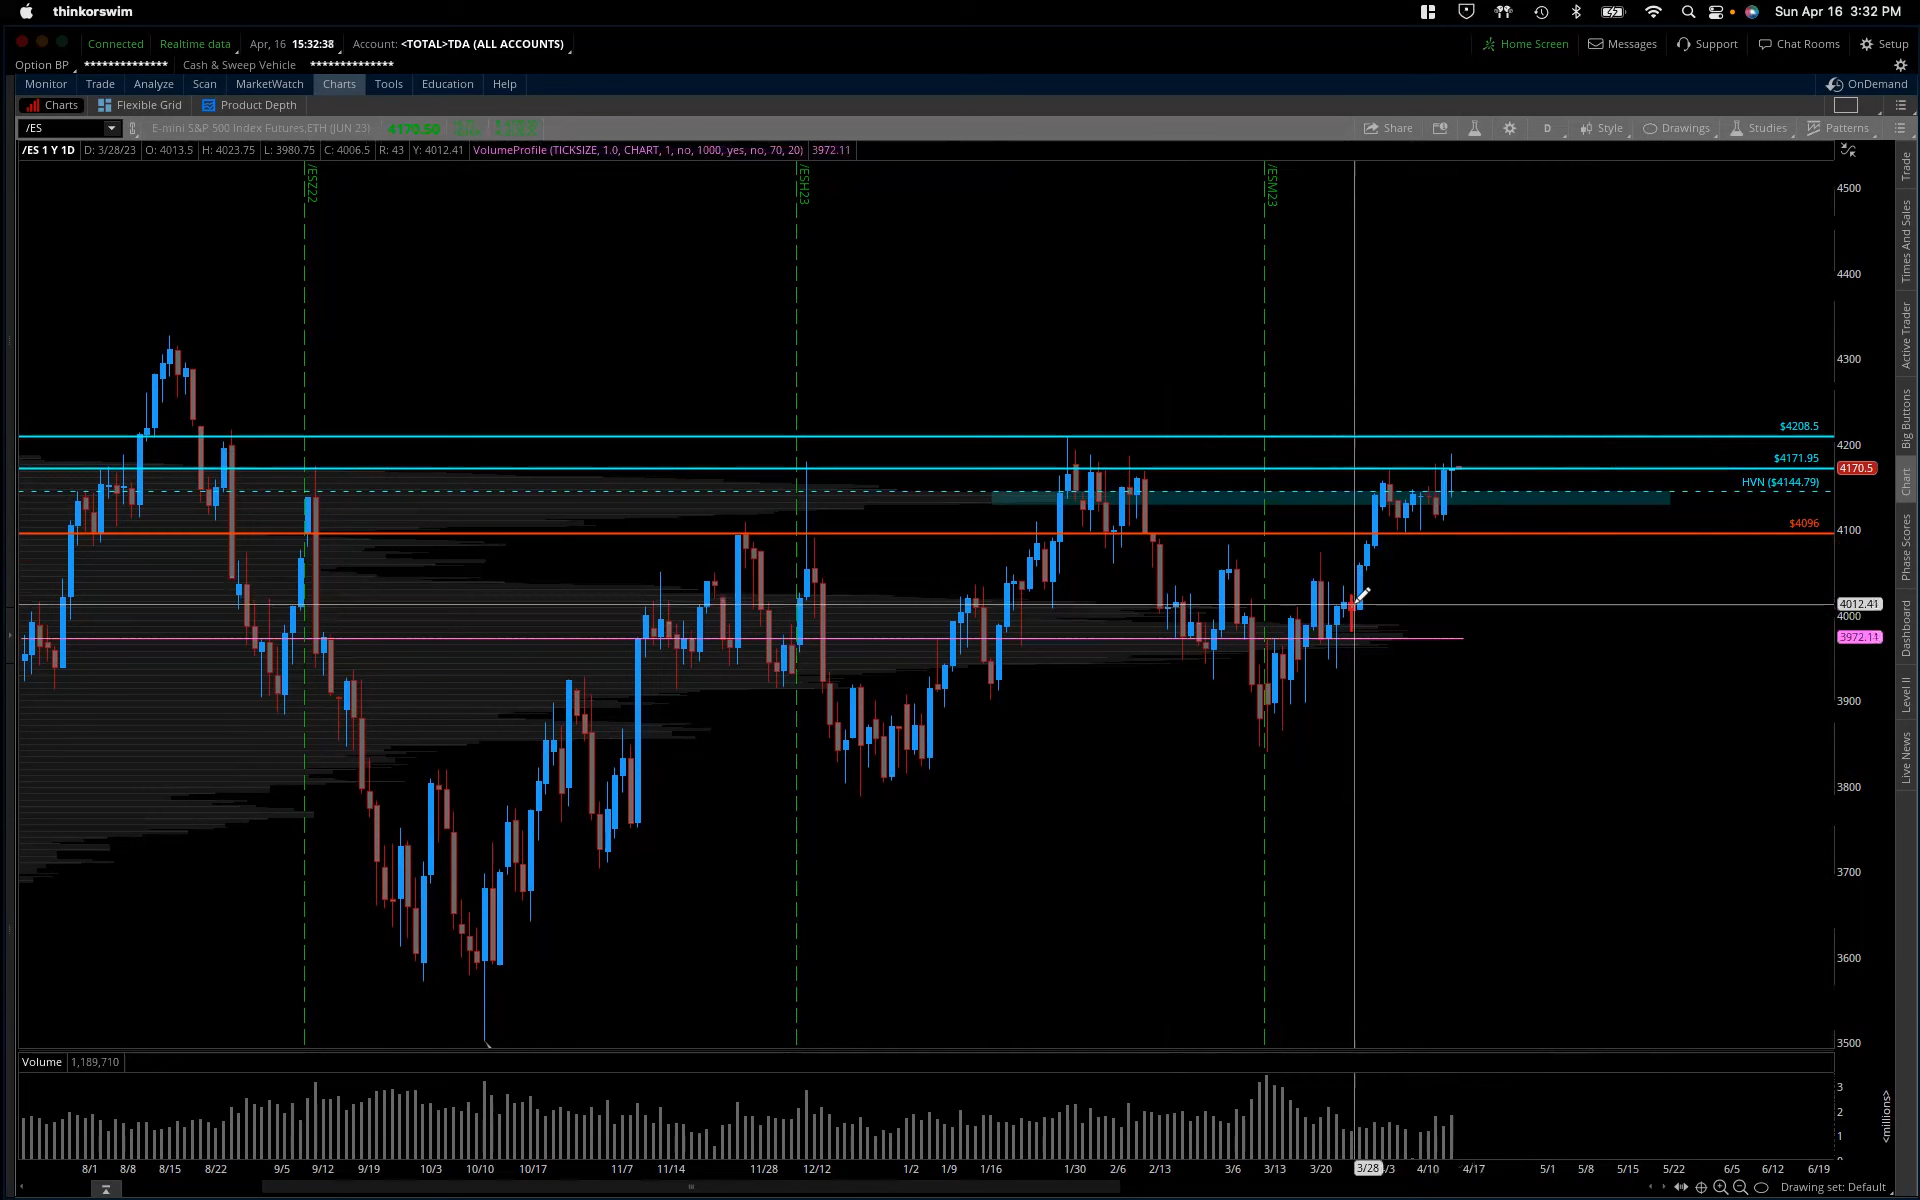 thinkorswim
Sun Apr 16 3:32 PM
Connected Realtime data Apr, 16 15:32:38 Account: <TOTAL>TDA (ALL ACCOUNTS)
Home Screen Messages Support Chat Rooms Setup
Option BP ************** Cash & Sweep Vehicle **************
Monitor Trade Analyze Scan MarketWatch Charts Tools Education Help
OnDemand
Charts Flexible Grid Product Depth
/ES E-mini S&P 500 Index Futures,ETH (JUN 23) 4170.50
Share D Style Drawings Studies Patterns
/ES 1 Y 1D D: 3/28/23 O: 4013.5 H: 4023.75 L: 3980.75 C: 4006.5 R: 43 Y: 4012.41 VolumeProfile (TICKSIZE, 1.0, CHART, 1, no, 1000, yes, no, 70, 20) 3972.11
/ESZ22
/ESH23
/ESM23
4500
4400
4300
$4208.5
4200
$4171.95
4170.5
HVN ($4144.79)
$4096
4100
4012.41
4000
3972.11
3900
3800
3700
3600
3500
Trade
Times And Sales
Active Trader
Big Buttons
Chart
Phase Scores
Dashboard
Level II
Live News
Volume 1,189,710
3
2
1
<millions>
8/1 8/8 8/15 8/22 9/5 9/12 9/19 10/3 10/10 10/17 11/7 11/14 11/28 12/12 1/2 1/9 1/16 1/30 2/6 2/13 3/6 3/13 3/20 3/28 /3 4/10 4/17 5/1 5/8 5/15 5/22 6/5 6/12 6/19
Drawing set: Default